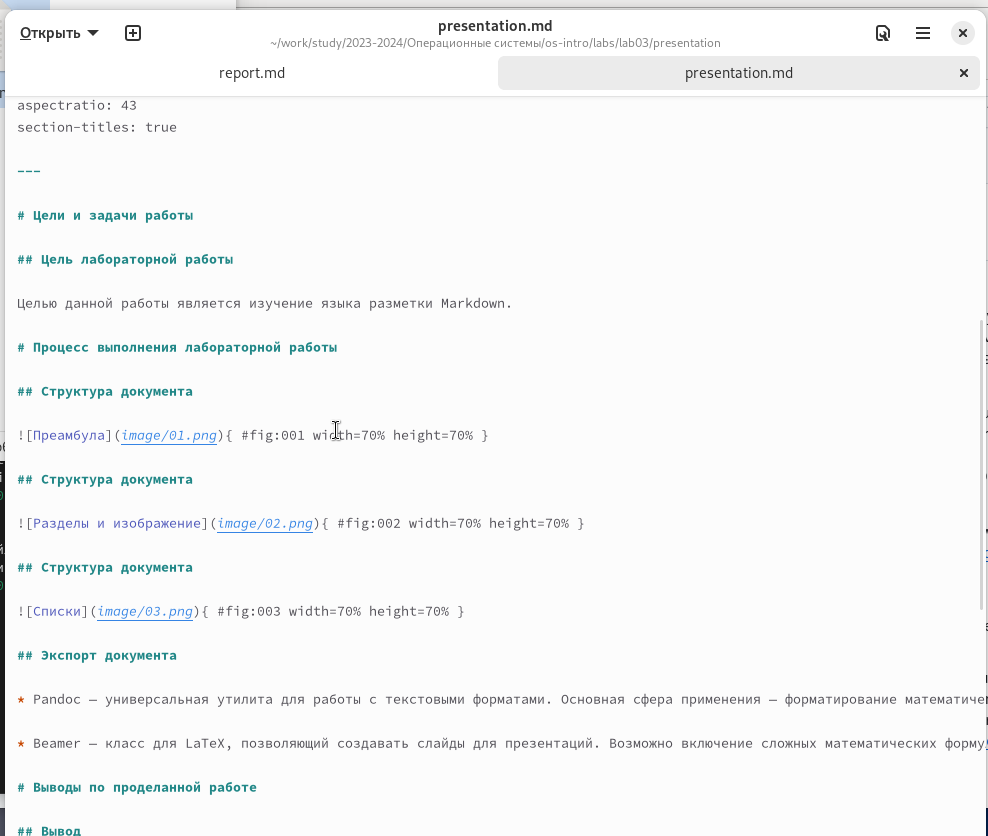 Открыть
presentation.md
~/work/study/2023-2024/Операционные системы/os-intro/labs/lab03/presentation
report.md
presentation.md
aspectratio: 43
section-titles: true
---
# Цели и задачи работы
## Цель лабораторной работы
Целью данной работы является изучение языка разметки Markdown.
# Процесс выполнения лабораторной работы
## Структура документа
![Преамбула](image/01.png){ #fig:001 width=70% height=70% }
## Структура документа
![Разделы и изображение](image/02.png){ #fig:002 width=70% height=70% }
## Структура документа
![Списки](image/03.png){ #fig:003 width=70% height=70% }
## Экспорт документа
* Pandoc — универсальная утилита для работы с текстовыми форматами. Основная сфера применения — форматирование математичес
* Beamer — класс для LaTeX, позволяющий создавать слайды для презентаций. Возможно включение сложных математических форму
# Выводы по проделанной работе
## Вывод